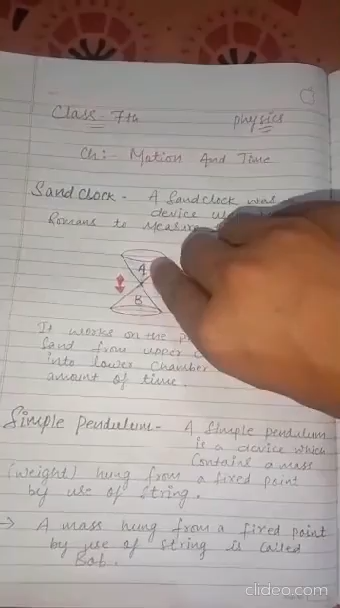 Class - 7th physics
Ch:- Motion And Time
Sandclock - A Sandclock was
device
Romans to measure
A
B
It works on the
Sand from upper
into lower chamber
amount of time.
Simple Pendulum - A Simple pendulum
is a device which
Contains a mass
(weight) hung from a fixed point
by use of string.
→ A mass hung from a fixed point
by use of string is called
Bob.
clideo.com